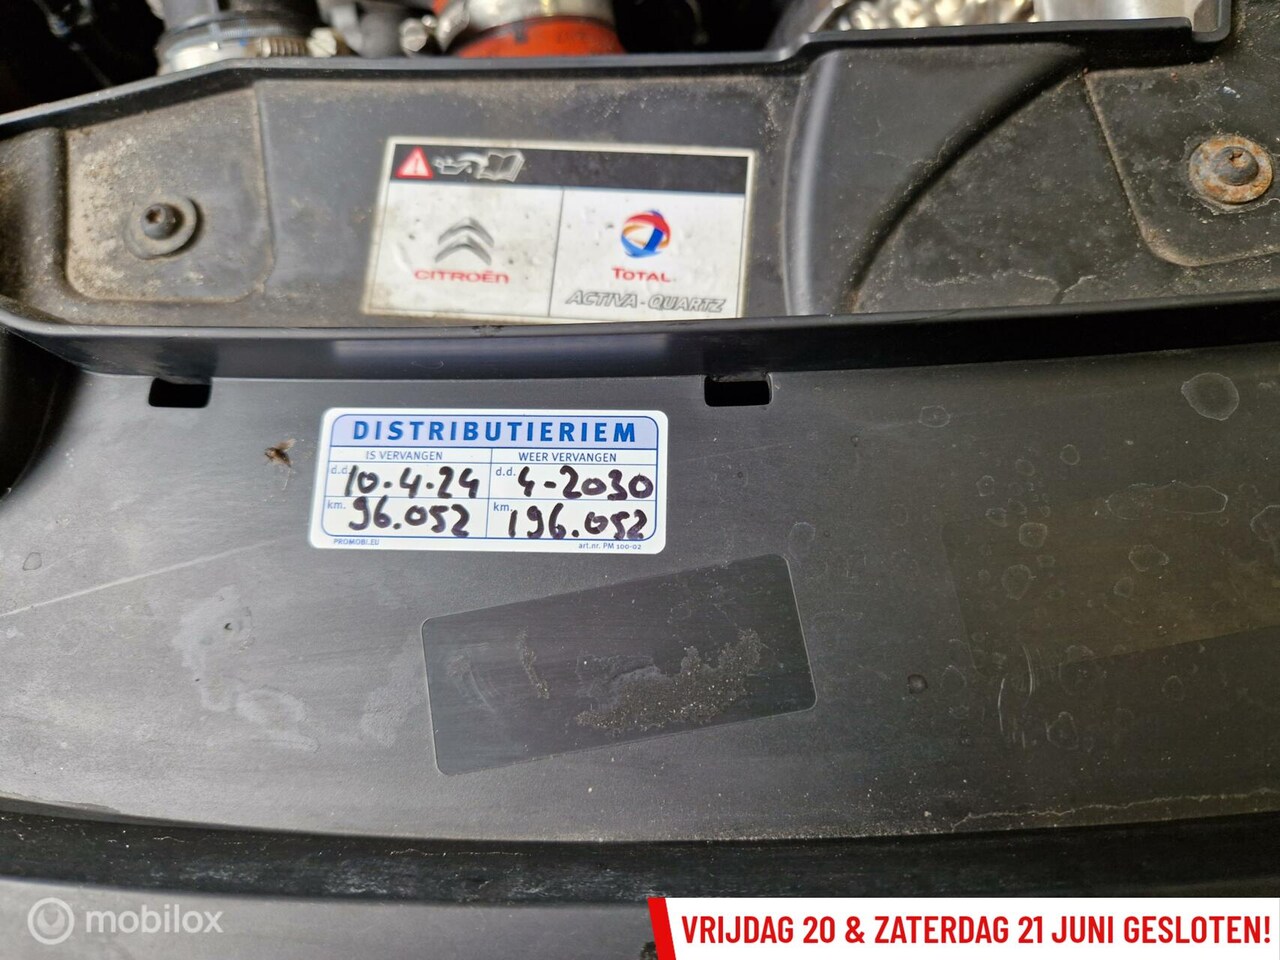 CITROËN
TOTAL
ACTIVA-QUARTZ
DISTRIBUTIERIEM
IS VERVANGEN
WEER VERVANGEN
d.d. 10.4.24
d.d. 4-2030
km. 96.052
km. 196.052
PROMOBI.EU
art.nr. PM 100-02
mobilox
VRIJDAG 20 & ZATERDAG 21 JUNI GESLOTEN!